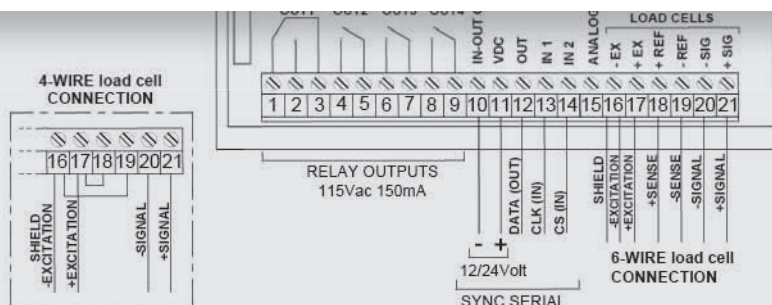 LOAD CELLS
IN-OUT
VDC
OUT
IN 1
IN 2
ANALOG
- EX
+ EX
+ REF
- REF
- SIG
+ SIG
4-WIRE load cell
CONNECTION
1 2 3 4 5 6 7 8 9 10 11 12 13 14 15 16 17 18 19 20 21
16 17 18 19 20 21
SHIELD
-EXCITATION
+EXCITATION
-SIGNAL
+SIGNAL
RELAY OUTPUTS
115Vac 150mA
- +
12/24Volt
DATA (OUT)
CLK (IN)
CS (IN)
SYNC SERIAL
SHIELD
-EXCITATION
+EXCITATION
+SENSE
-SENSE
-SIGNAL
+SIGNAL
6-WIRE load cell
CONNECTION